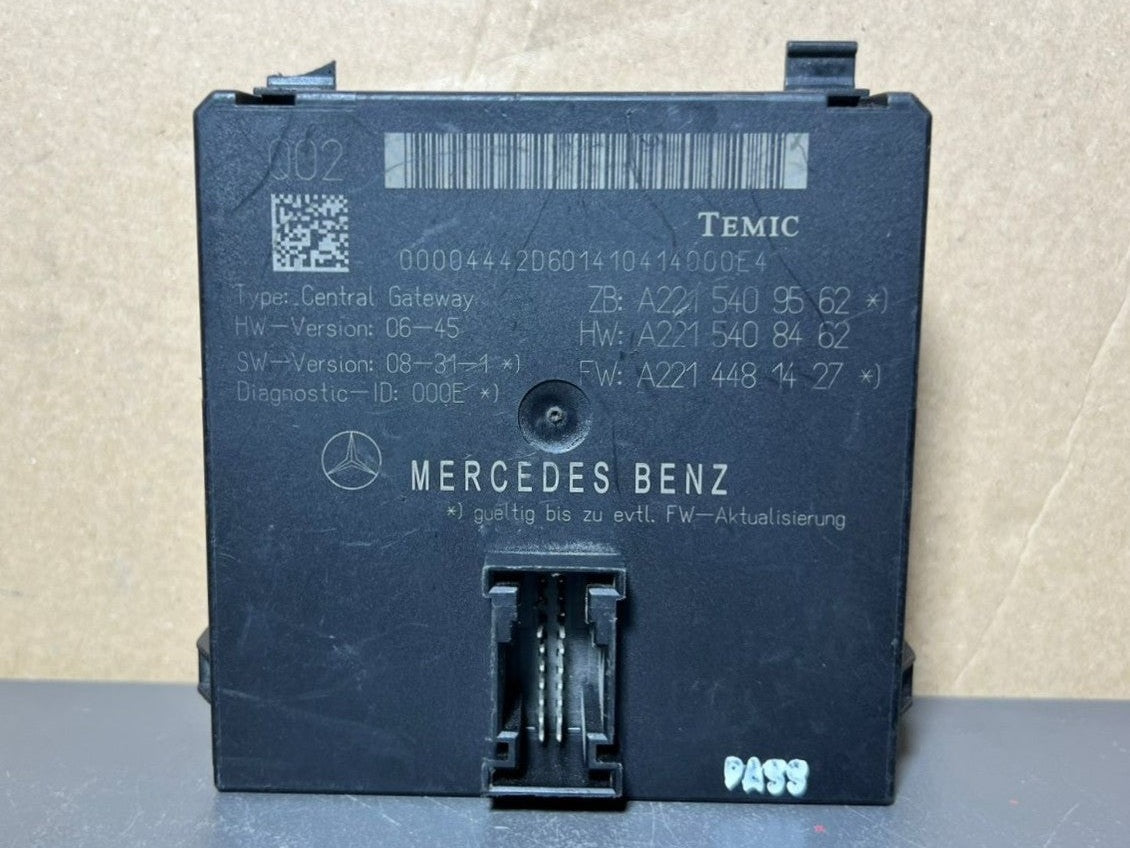 Q02
TEMIC
00004442D601410414000E4
Type: Central Gateway
ZB: A221 540 95 62 *)
HW-Version: 06-45
HW: A221 540 84 62
SW-Version: 08-31-1 *)
FW: A221 448 14 27 *)
Diagnostic-ID: 000E *)
MERCEDES BENZ
*) gueltig bis zu evtl. FW-Aktualisierung
PASS